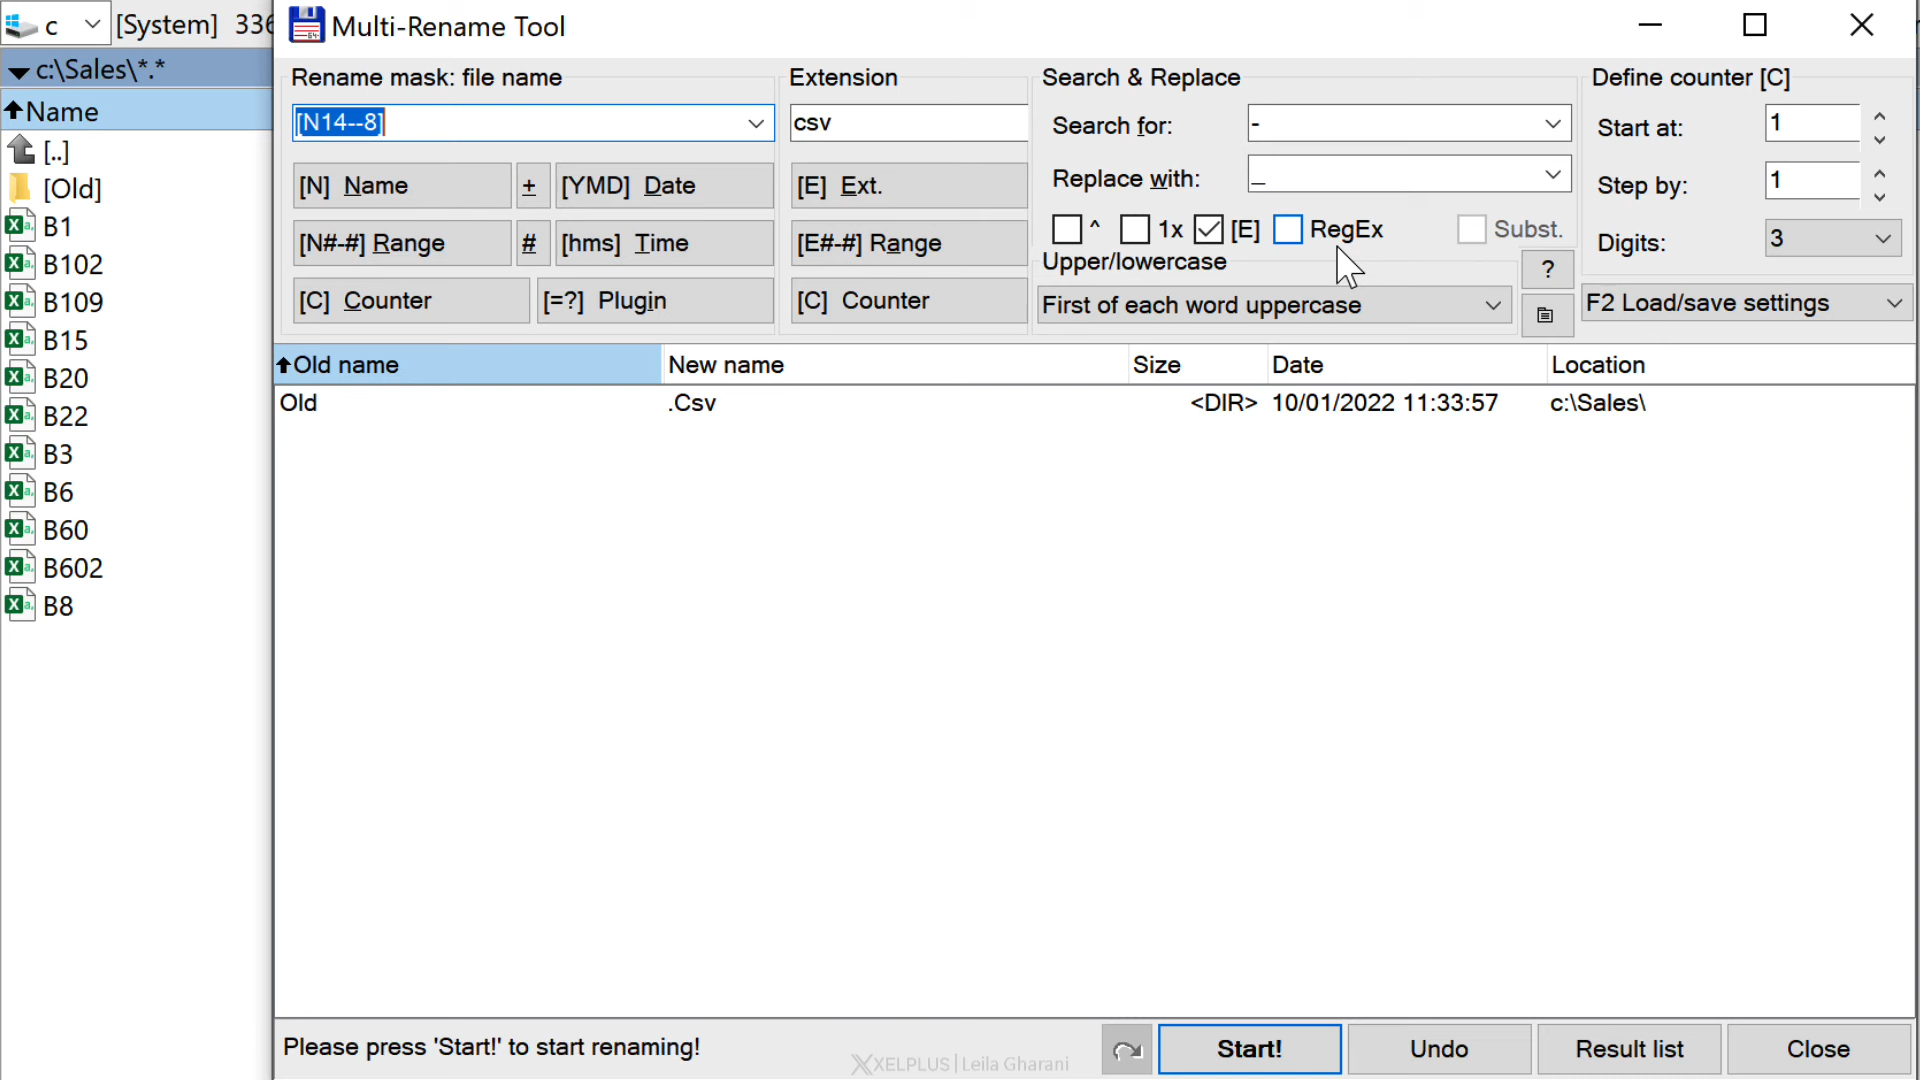 c [System] 336
c:\Sales\*.*
Name
[..]
[Old]
B1
B102
B109
B15
B20
B22
B3
B6
B60
B602
B8
Multi-Rename Tool
Rename mask: file name
[N14--8]
[N] Name + [YMD] Date
[N#-#] Range # [hms] Time
[C] Counter [=?] Plugin
Extension
csv
[E] Ext.
[E#-#] Range
[C] Counter
Search & Replace
Search for: -
Replace with: _
^ 1x [E] RegEx Subst.
Upper/lowercase
First of each word uppercase
?
Define counter [C]
Start at: 1
Step by: 1
Digits: 3
F2 Load/save settings
Old name New name Size Date Location
Old .Csv <DIR> 10/01/2022 11:33:57 c:\Sales\
Please press 'Start!' to start renaming!
XELPLUS | Leila Gharani
Start! Undo Result list Close